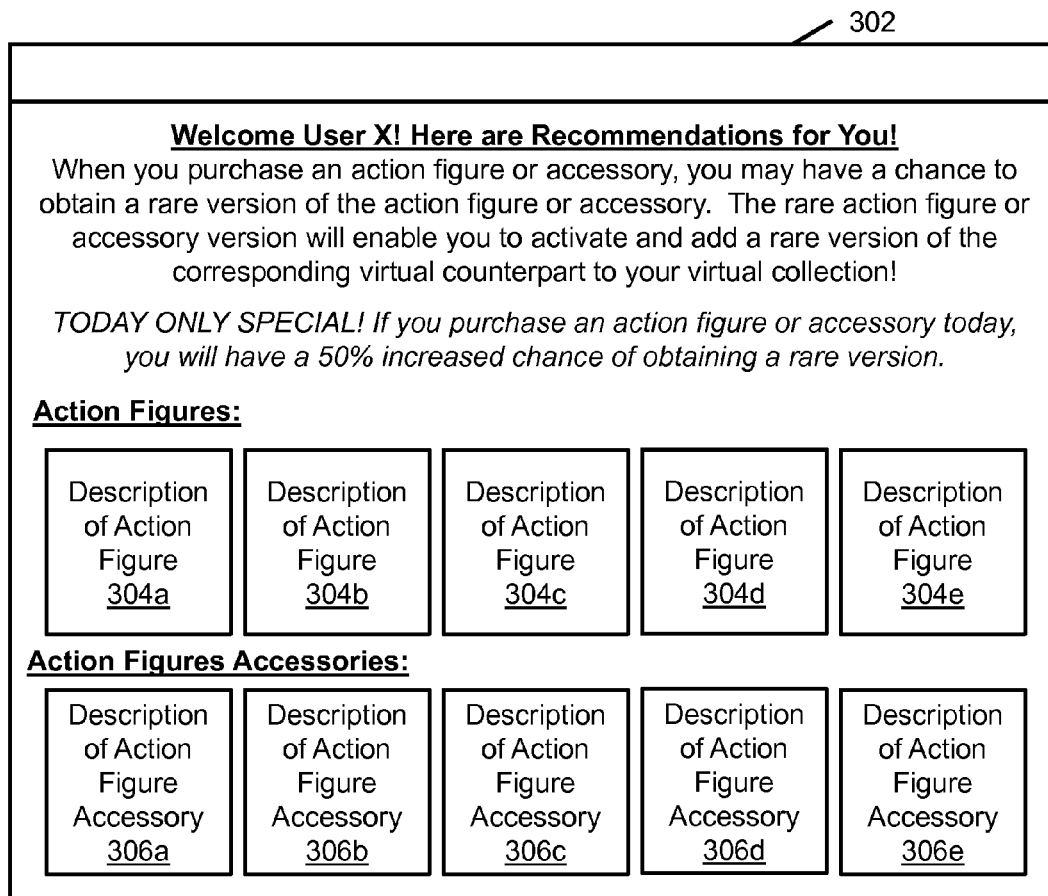 302
Welcome User X! Here are Recommendations for You!
When you purchase an action figure or accessory, you may have a chance to
obtain a rare version of the action figure or accessory.  The rare action figure or
accessory version will enable you to activate and add a rare version of the
corresponding virtual counterpart to your virtual collection!
TODAY ONLY SPECIAL! If you purchase an action figure or accessory today,
you will have a 50% increased chance of obtaining a rare version.
Action Figures:
Description
of Action
Figure
304a
Description
of Action
Figure
304b
Description
of Action
Figure
304c
Description
of Action
Figure
304d
Description
of Action
Figure
304e
Action Figures Accessories:
Description
of Action
Figure
Accessory
306a
Description
of Action
Figure
Accessory
306b
Description
of Action
Figure
Accessory
306c
Description
of Action
Figure
Accessory
306d
Description
of Action
Figure
Accessory
306e